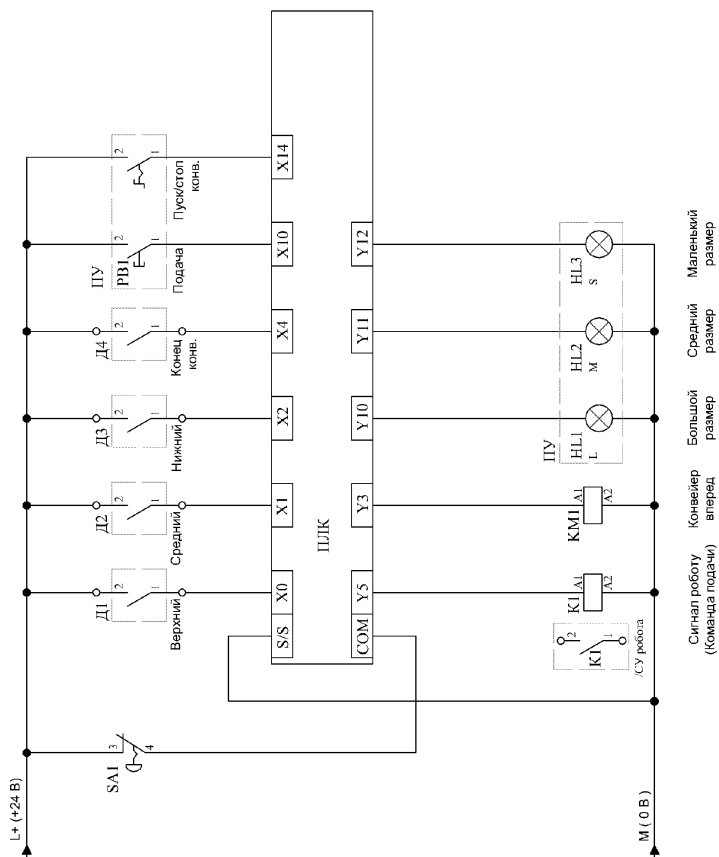 L+ (+24 В)
M ( 0 В )
SA1
3
4
Д1
2
1
Верхний
Д2
2
1
Средний
Д3
2
1
Нижний
Д4
2
1
Конец
конв.
ПУ
PB1
2
1
Подача
2
1
Пуск/стоп
конв.
S/S
X0
X1
X2
X4
X10
X14
ПЛК
COM
Y5
Y3
Y10
Y11
Y12
K1
2
1
/СУ робота
K1
A1
A2
KM1
A1
A2
ПУ
HL1
L
HL2
M
HL3
S
Сигнал роботу
(Команда подачи)
Конвейер
вперед
Большой
размер
Средний
размер
Маленький
размер